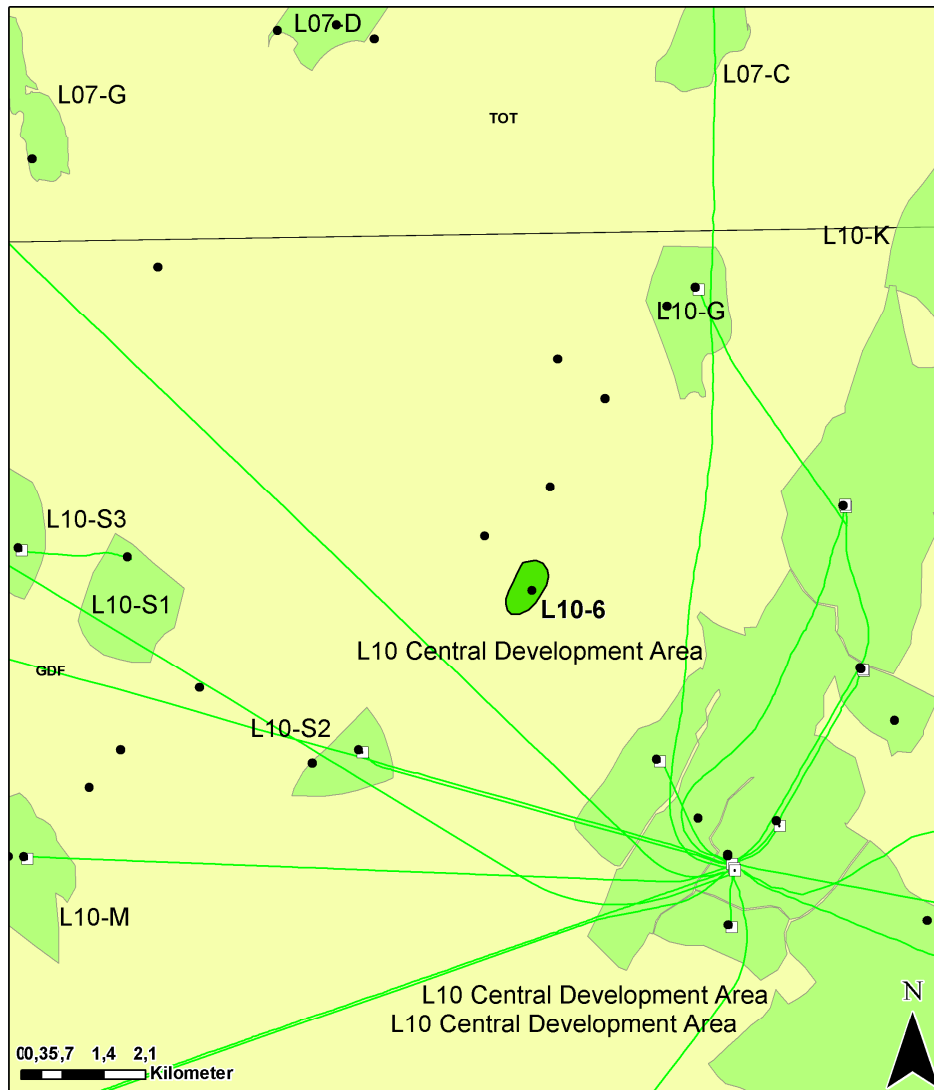 L07-D
L07-C
L07-G
TOT
L10-K
L10-G
L10-S3
L10-S1
L10-6
L10 Central Development Area
GDF
L10-S2
L10-M
L10 Central Development Area
L10 Central Development Area
N
00,35,7 1,4 2,1
Kilometer